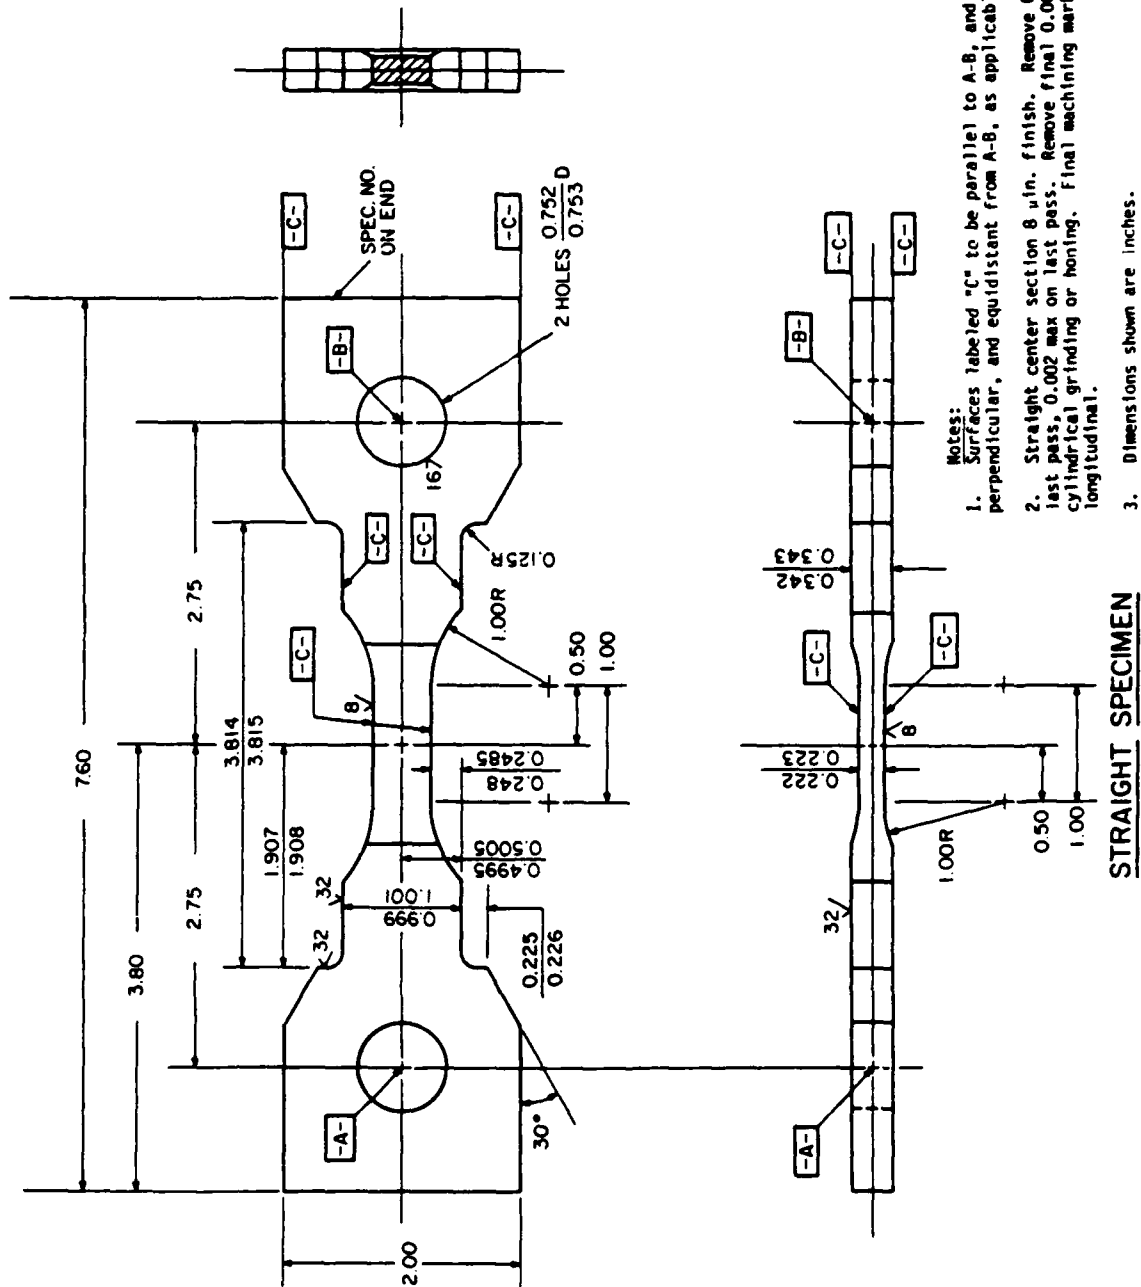 7.60
3.80
2.75
2.75
3.814
3.815
1.907
1.908
2.00
-A-
-B-
-C-
-C-
-C-
-C-
-C-
SPEC. NO.
ON END
2 HOLES 0.752 D
0.753
16
32
32
8
0.999
1.001
0.4995
0.5005
0.248
0.2485
0.225
0.226
30°
0.125R
1.00R
0.50
1.00
-A-
-B-
-C-
-C-
-C-
-C-
32
8
0.342
0.343
0.222
0.223
1.00R
0.50
1.00
STRAIGHT SPECIMEN
Notes:
1. Surfaces labeled "C" to be parallel to A-B, and
perpendicular, and equidistant from A-B, as
2. Straight center section 8 µin. finish. Remove
last pass, 0.002 max on last pass. Remove final
cylindrical grinding or honing. Final machining
longitudinal.
3. Dimensions shown are inches.